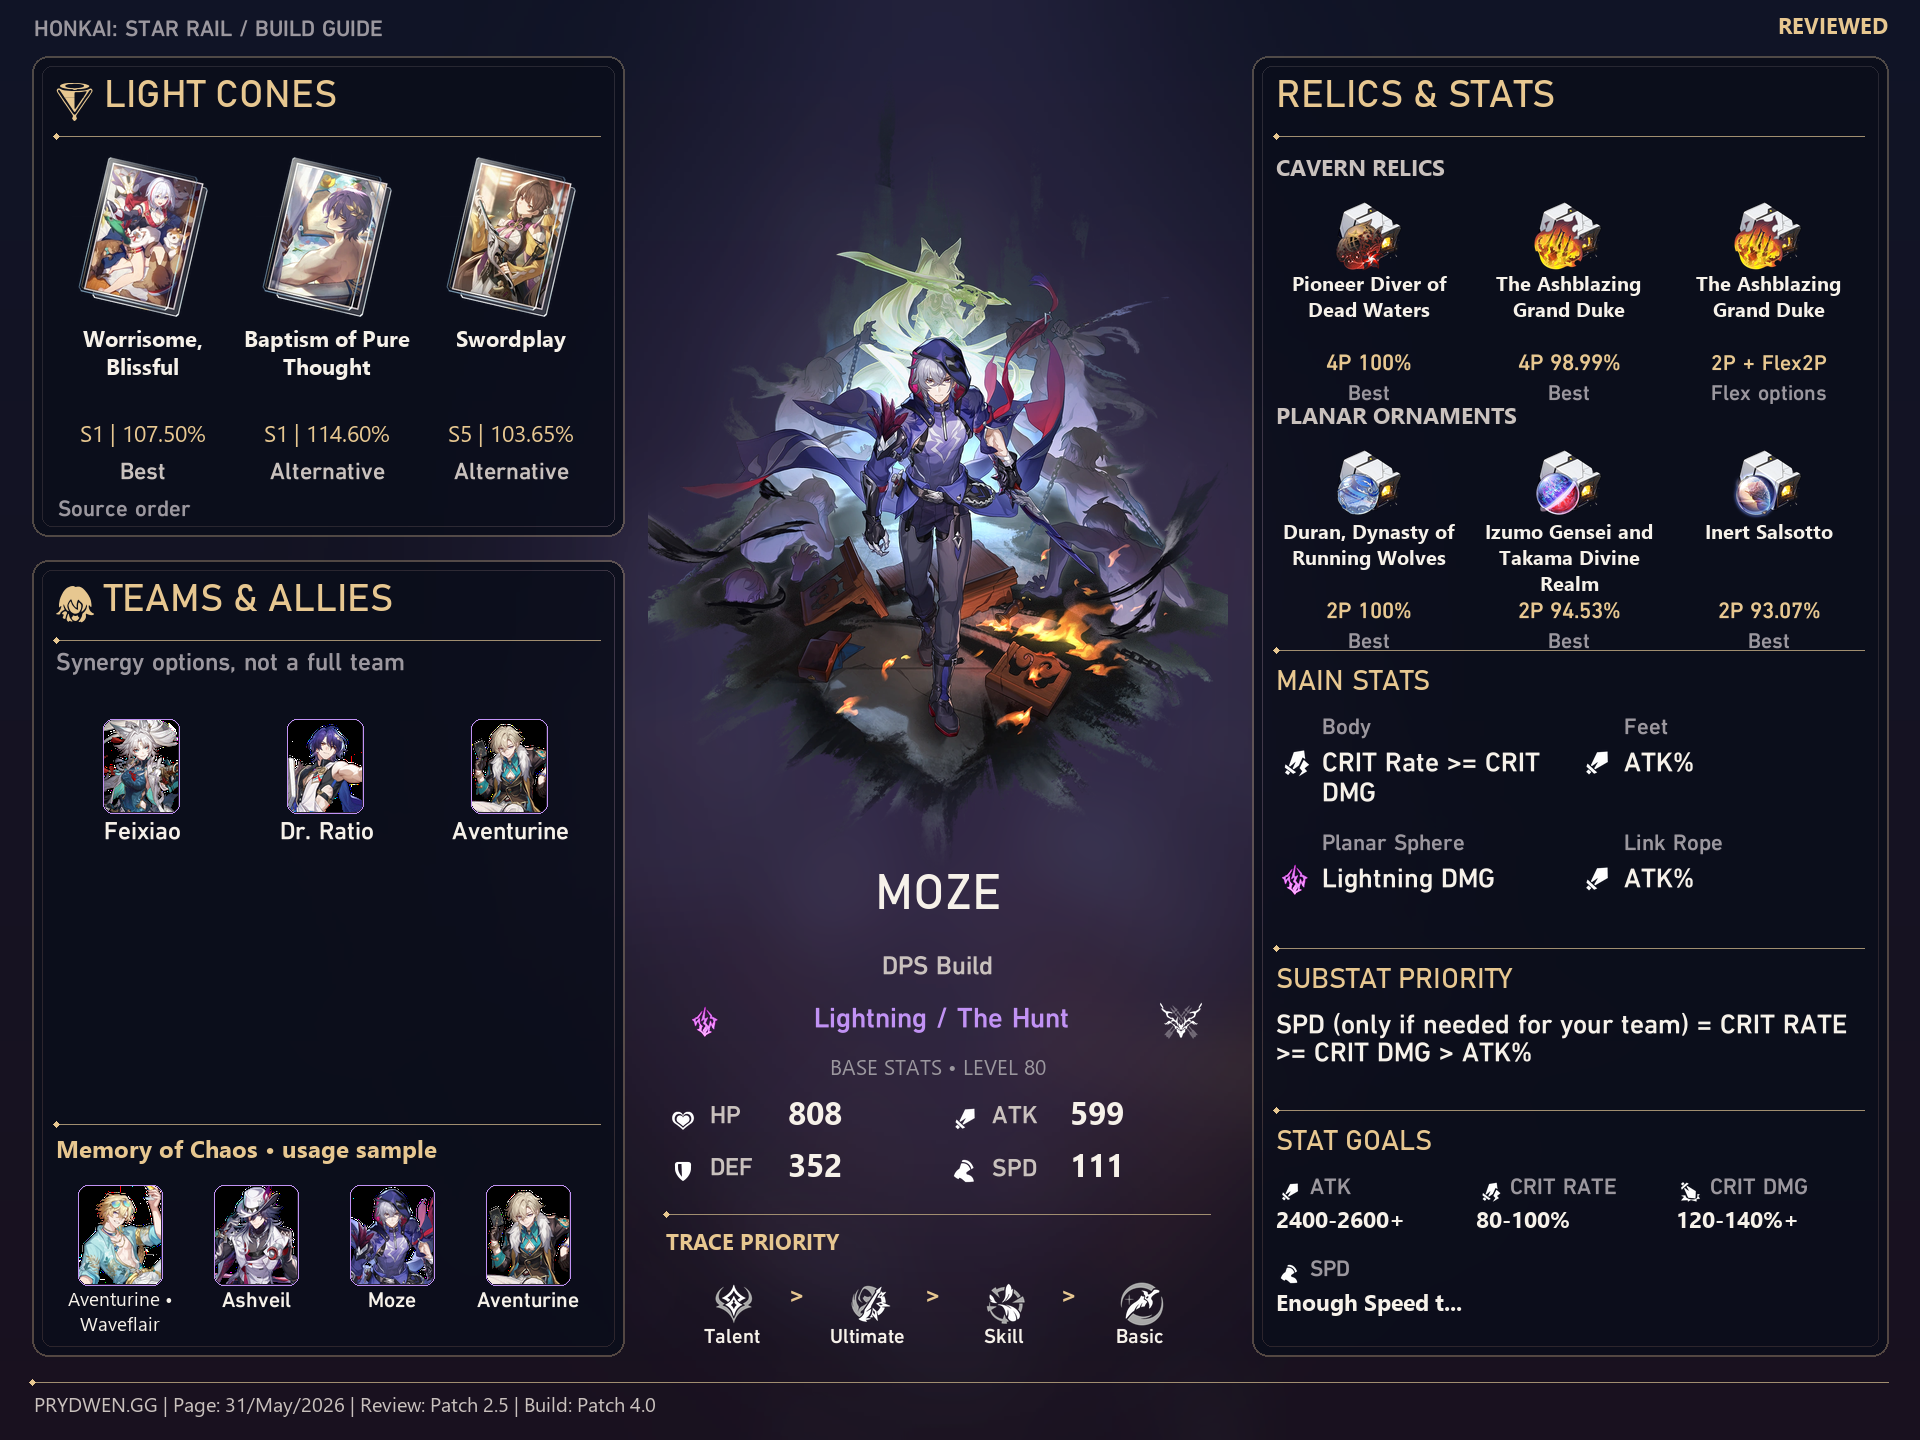 HONKAI: STAR RAIL / BUILD GUIDE
REVIEWED
LIGHT CONES
Worrisome,
Blissful
S1 | 107.50%
Best
Baptism of Pure
Thought
S1 | 114.60%
Alternative
Swordplay
S5 | 103.65%
Alternative
Source order
TEAMS & ALLIES
Synergy options, not a full team
Feixiao
Dr. Ratio
Aventurine
Memory of Chaos • usage sample
Aventurine •
Waveflair
Ashveil
Moze
Aventurine
MOZE
DPS Build
Lightning / The Hunt
BASE STATS • LEVEL 80
HP 808
ATK 599
DEF 352
SPD 111
TRACE PRIORITY
Talent > Ultimate > Skill > Basic
RELICS & STATS
CAVERN RELICS
Pioneer Diver of
Dead Waters
4P 100%
Best
The Ashblazing
Grand Duke
4P 98.99%
Best
The Ashblazing
Grand Duke
2P + Flex2P
Flex options
PLANAR ORNAMENTS
Duran, Dynasty of
Running Wolves
2P 100%
Best
Izumo Gensei and
Takama Divine
Realm
2P 94.53%
Best
Inert Salsotto
2P 93.07%
Best
MAIN STATS
Body
CRIT Rate >= CRIT
DMG
Feet
ATK%
Planar Sphere
Lightning DMG
Link Rope
ATK%
SUBSTAT PRIORITY
SPD (only if needed for your team) = CRIT RATE
>= CRIT DMG > ATK%
STAT GOALS
ATK
2400-2600+
CRIT RATE
80-100%
CRIT DMG
120-140%+
SPD
Enough Speed t...
PRYDWEN.GG | Page: 31/May/2026 | Review: Patch 2.5 | Build: Patch 4.0